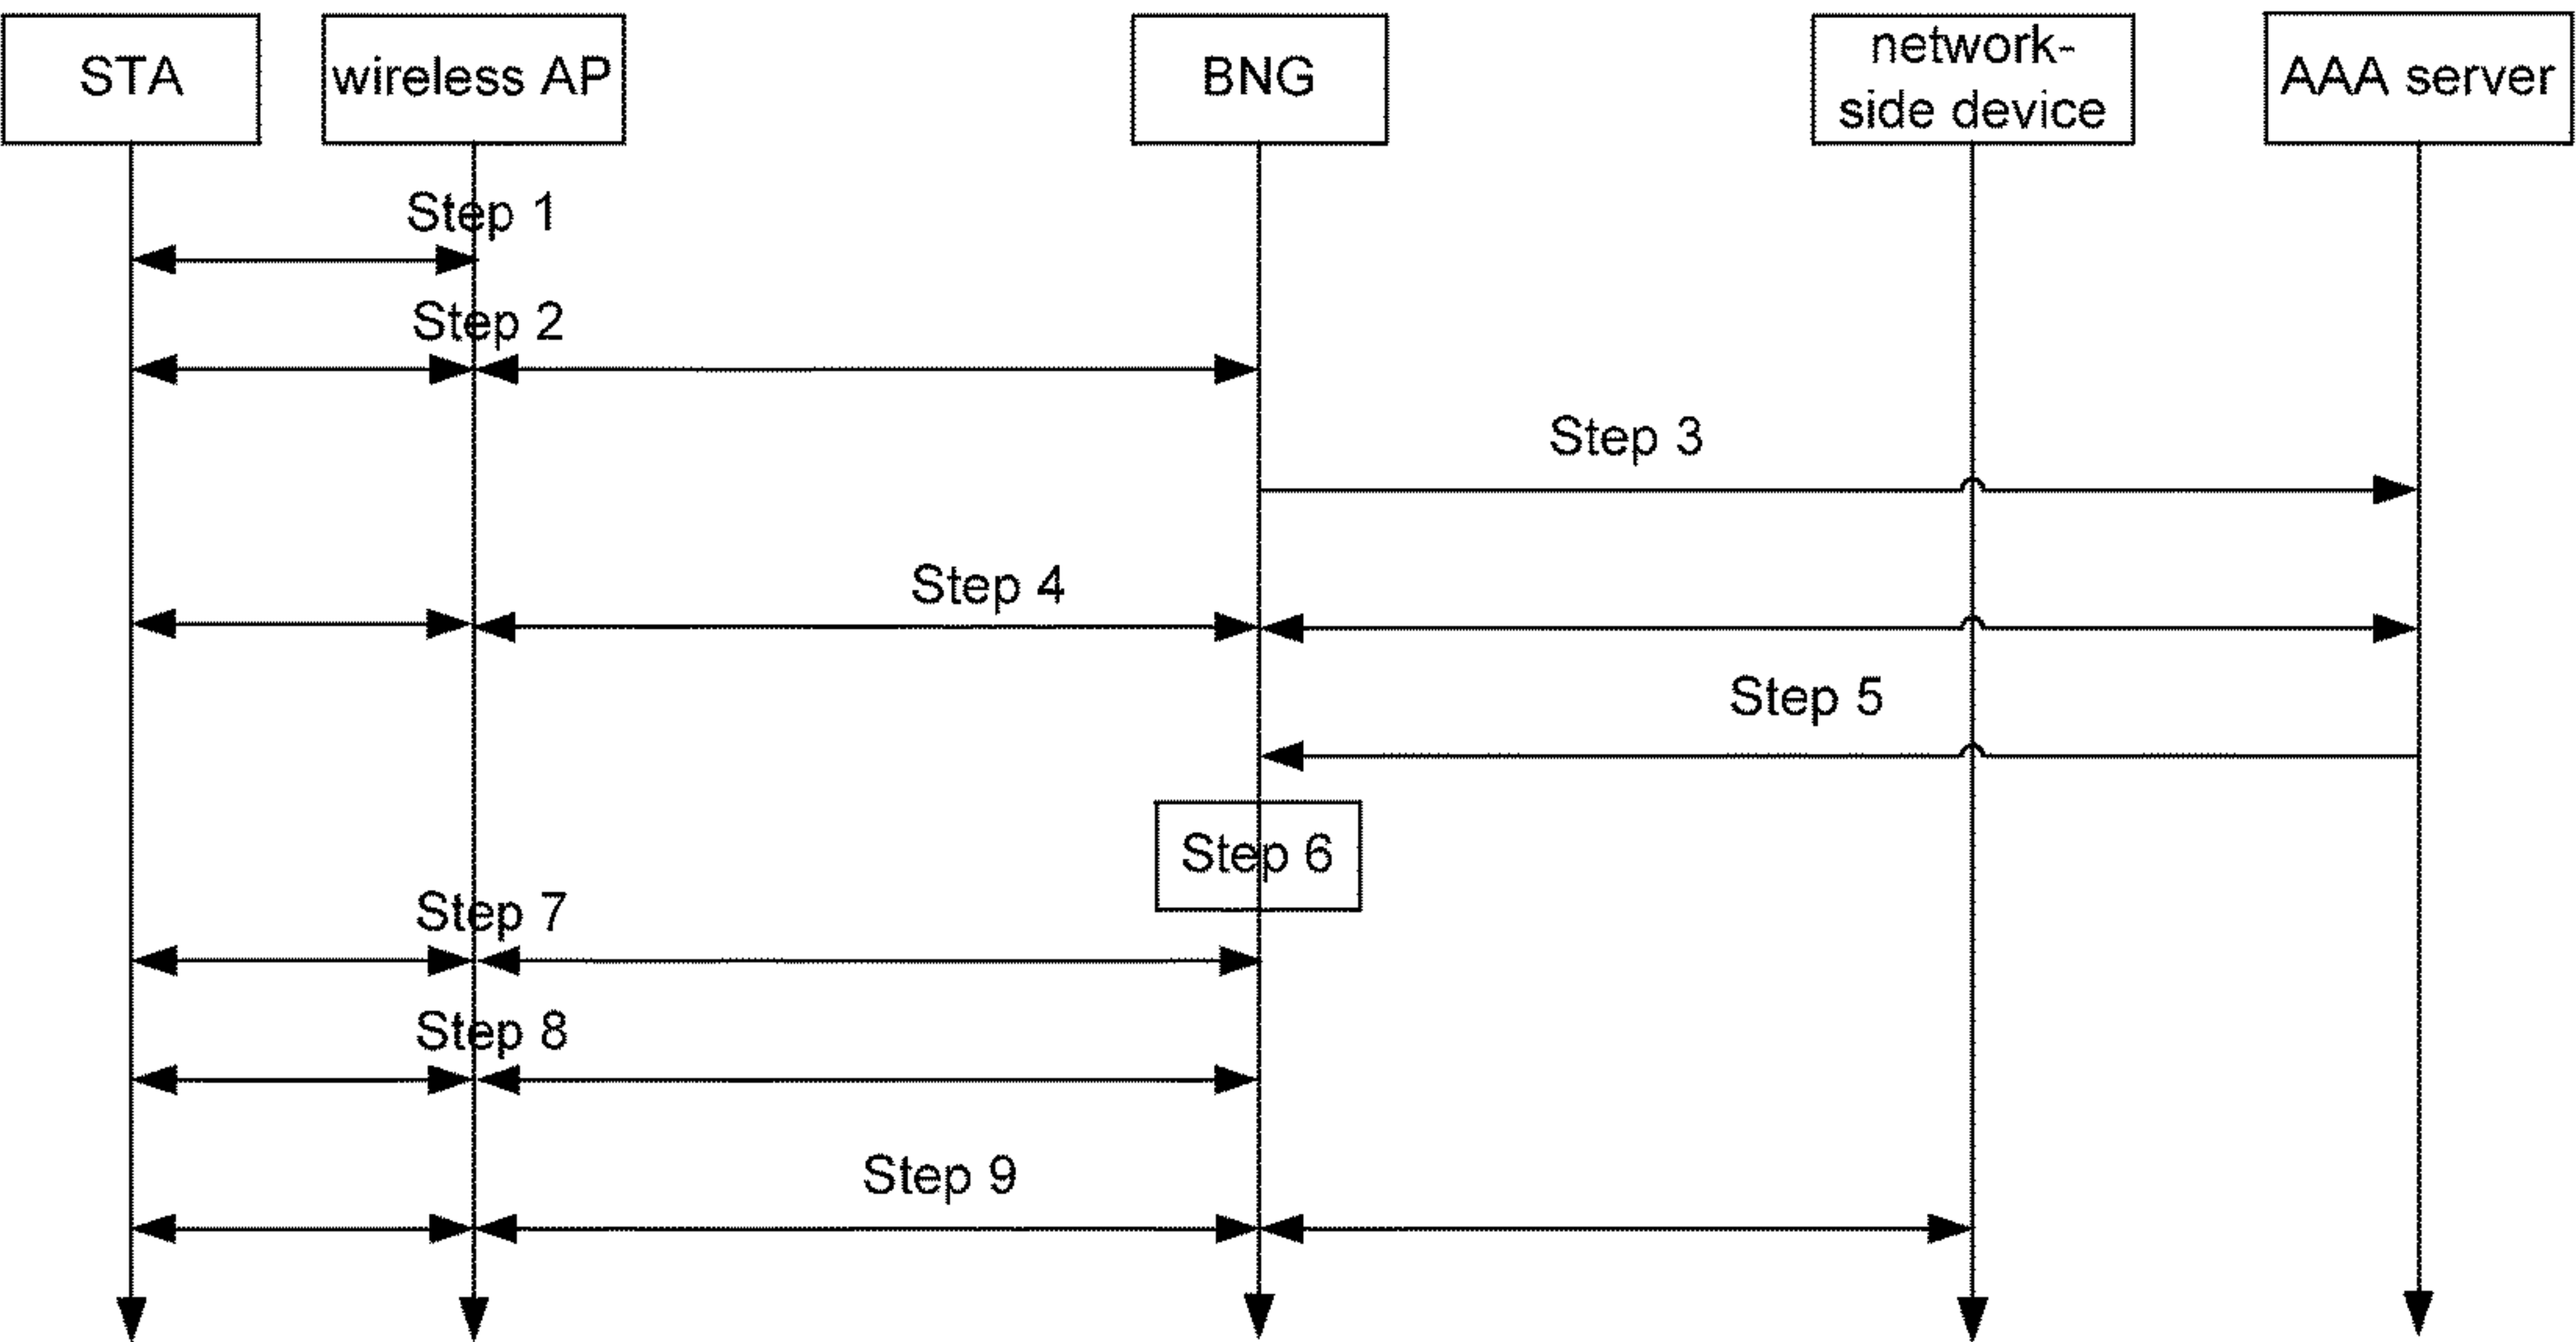 STA
wireless AP
BNG
network-
side device
AAA server
Step 1
Step 2
Step 3
Step 4
Step 5
Step 6
Step 7
Step 8
Step 9